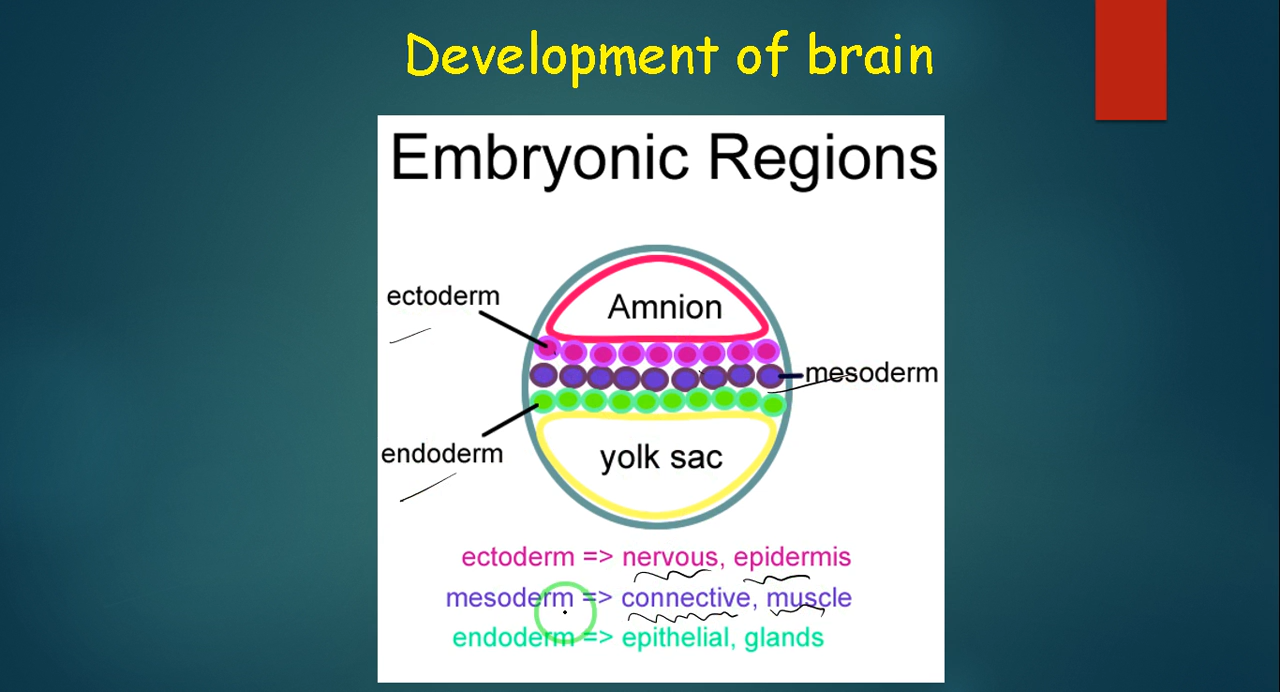 Development of brain
Embryonic Regions
ectoderm
Amnion
mesoderm
endoderm
yolk sac
ectoderm => nervous, epidermis
mesoderm => connective, muscle
endoderm => epithelial, glands